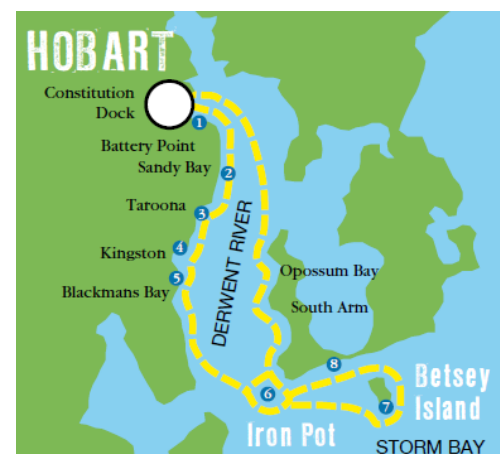 HOBART
Constitution
Dock
1
Battery Point
Sandy Bay
2
Taroona
3
4
Kingston
5
Blackmans Bay
DERWENT RIVER
Opossum Bay
South Arm
8
Betsey
Island
6
7
Iron Pot
STORM BAY